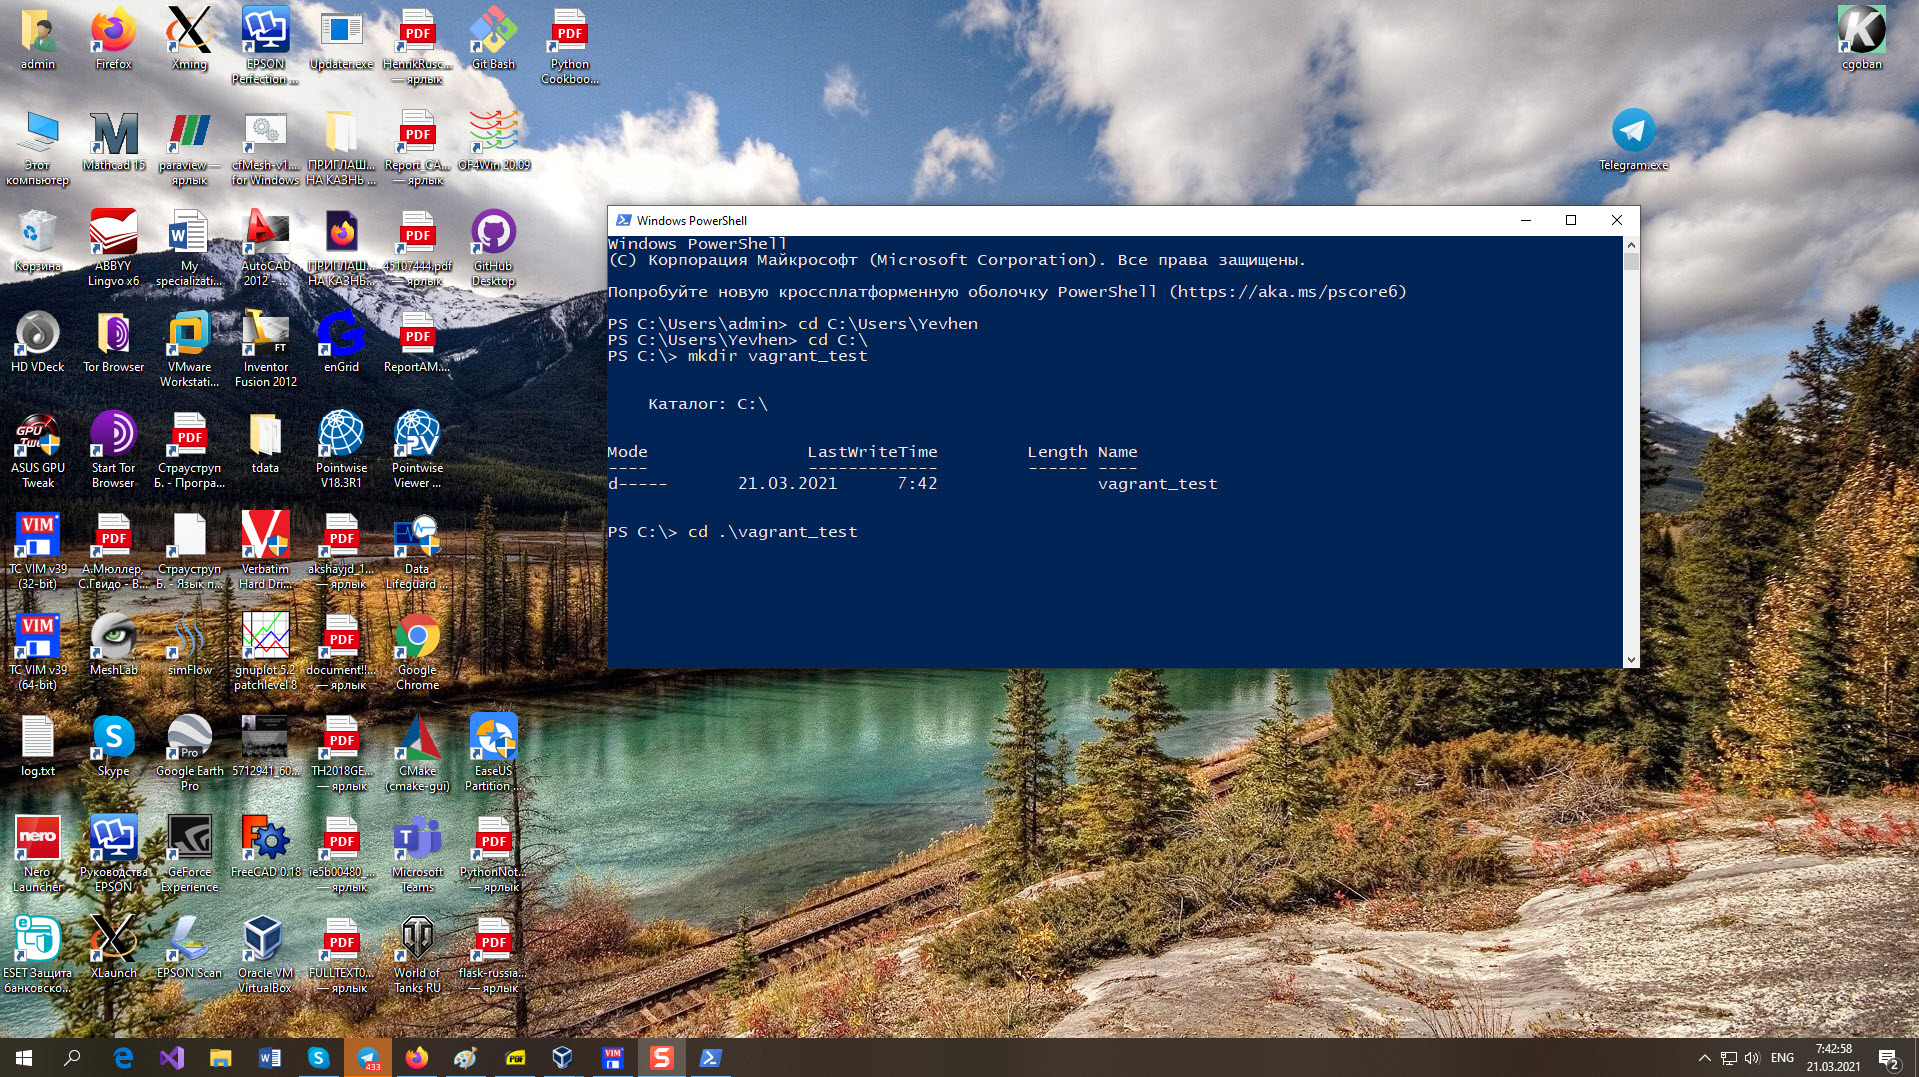 admin
Firefox
Xming
EPSON
Perfection ...
Updater.exe
HenrikRusc...
— ярлык
Git Bash
Python
Cookboo...
cgoban
Этот
компьютер
Mathcad 15
paraview —
ярлык
cfMesh-v1....
for Windows
ПРИГЛАШ...
НА КАЗНЬ ...
Report_CA...
— ярлык
OF4Win 20.09
Telegram.exe
Корзина
ABBYY
Lingvo x6
My
specializati...
AutoCAD
2012 - ...
ПРИГЛАШ...
НА КАЗНЬ...
45107444.pdf
— ярлык
GitHub
Desktop
HD VDeck
Tor Browser
VMware
Workstati...
Inventor
Fusion 2012
enGrid
ReportAM....
ASUS GPU
Tweak
Start Tor
Browser
Страуструп
Б. - Програ...
tdata
Pointwise
V18.3R1
Pointwise
Viewer ...
TC VIM v39
(32-bit)
А.Мюллер,
С.Гвидо - В...
Страуструп
Б. - Язык п...
Verbatim
Hard Dri...
akshayjd_1...
— ярлык
Data
Lifeguard ...
TC VIM v39
(64-bit)
MeshLab
simFlow
gnuplot 5.2
patchlevel 8
document!!...
— ярлык
Google
Chrome
log.txt
Skype
Google Earth
Pro
5712941_60...
TH2018GE...
— ярлык
CMake
(cmake-gui)
EaseUS
Partition ...
Nero
Launcher
Руководства
EPSON
GeForce
Experience
FreeCAD 0.18
ie5b00480_...
— ярлык
Microsoft
Teams
PythonNot...
— ярлык
ESET Защита
банковско...
XLaunch
EPSON Scan
Oracle VM
VirtualBox
FULLTEXT0...
— ярлык
World of
Tanks RU
flask-russia...
— ярлык
Windows PowerShell
Windows PowerShell
(C) Корпорация Майкрософт (Microsoft Corporation). Все права защищены.
Попробуйте новую кроссплатформенную оболочку PowerShell (https://aka.ms/pscore6)
PS C:\Users\admin> cd C:\Users\Yevhen
PS C:\Users\Yevhen> cd C:\
PS C:\> mkdir vagrant_test
Каталог: C:\
Mode LastWriteTime Length Name
---- ------------- ------ ----
d----- 21.03.2021 7:42 vagrant_test
PS C:\> cd .\vagrant_test
433
ENG
7:42:58
21.03.2021
2